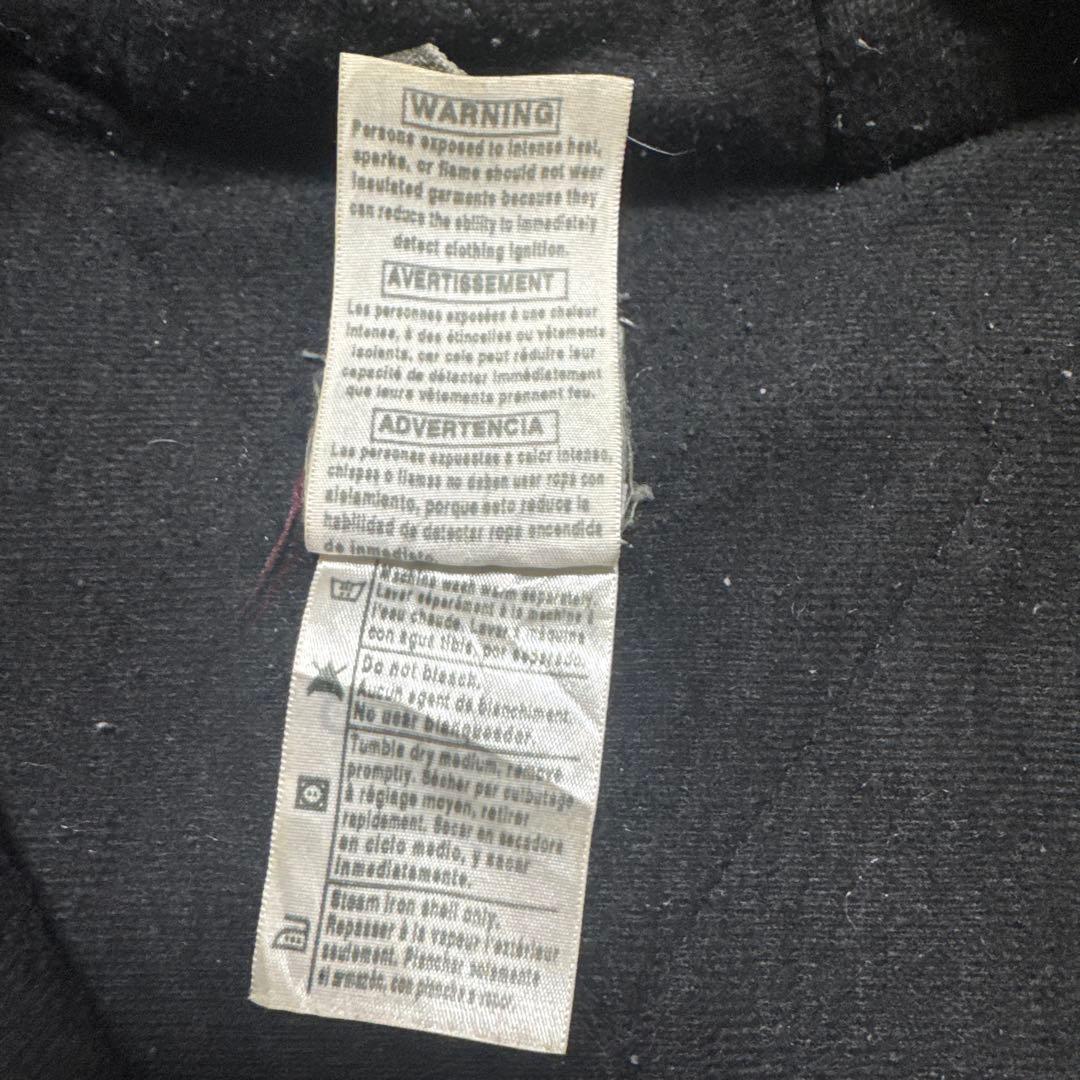 WARNING
Persons exposed to intense heat,
sparks, or flame should not wear
insulated garments because they
can reduce the ability to immediately
detect clothing ignition.
AVERTISSEMENT
Les personnes exposées à une chaleur
intense, à des étincelles ou vêtements
isolants, car cela peut réduire leur
capacité de détecter immédiatement
que leurs vêtements prennent feu.
ADVERTENCIA
Las personas expuestas a calor intenso,
chispas o llamas no deben usar ropa con
aislamiento, porque esto reduce la
habilidad de detectar ropa encendida
de inmediato.
Machine wash warm separately.
Laver séparément à la machine à
l'eau chaude. Lavar a máquina
con agua tibia, por separado.
Do not bleach.
Aucun agent de blanchiment.
No usar blanqueador.
Tumble dry medium, remove
promptly. Sécher par culbutage
à réglage moyen, retirer
rapidement. Secar en secadora
en ciclo medio, y sacar
inmediatamente.
Steam iron shell only.
Repasser à la vapeur l'extérieur
seulement. Planchar solamente
el armazón, con plancha a vapor.